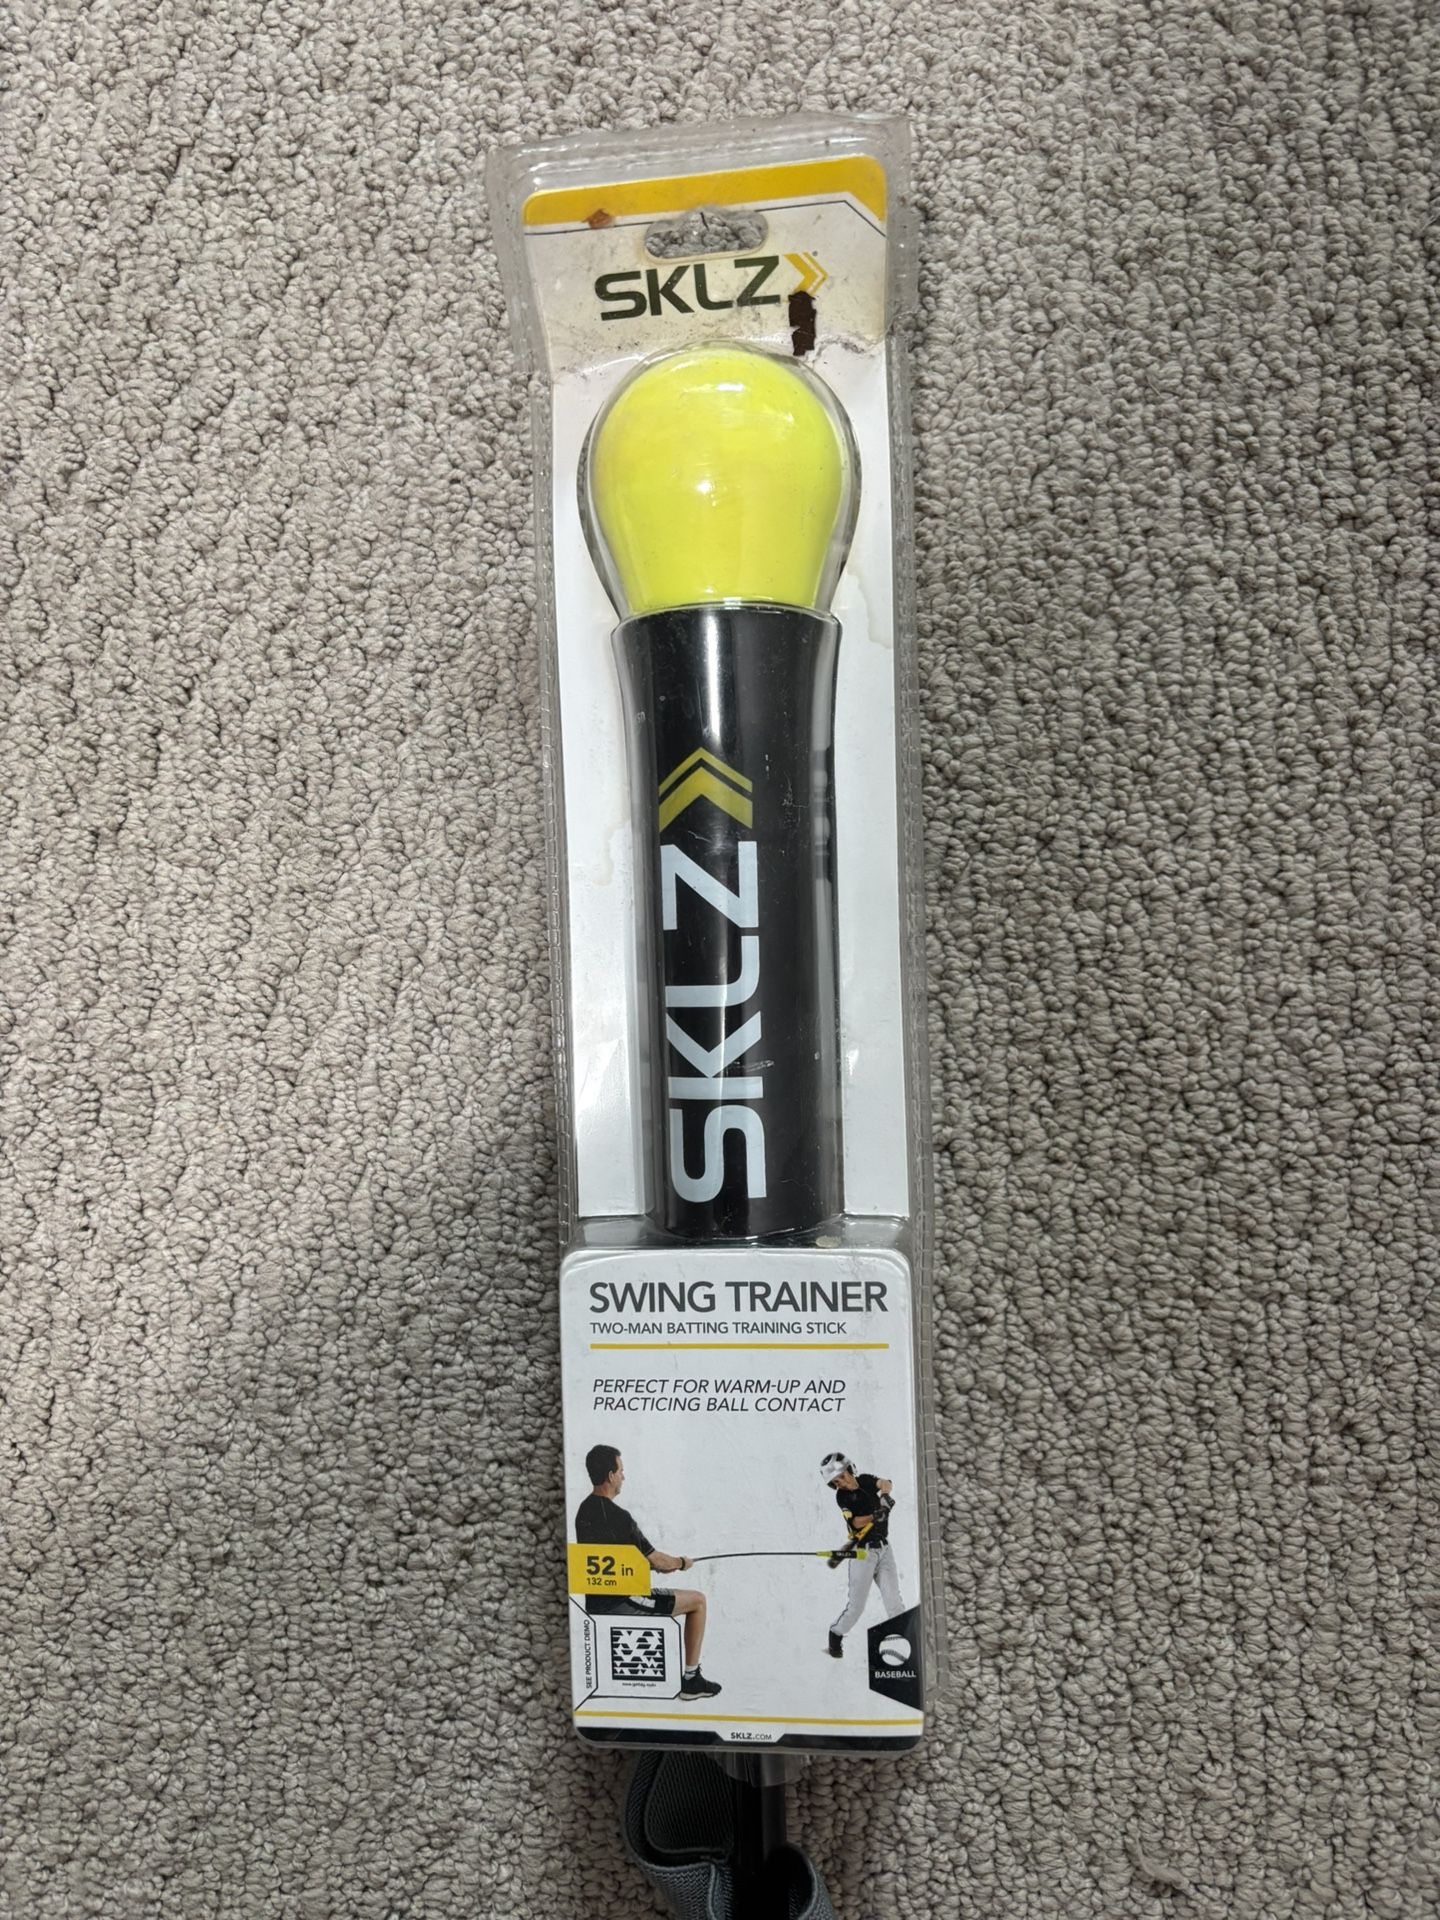 SKLZ
SKLZ
SWING TRAINER
TWO-MAN BATTING TRAINING STICK
PERFECT FOR WARM-UP AND
PRACTICING BALL CONTACT
SKLZ
52 in
132 cm
SEE PRODUCT DEMO
BASEBALL
SKLZ.COM